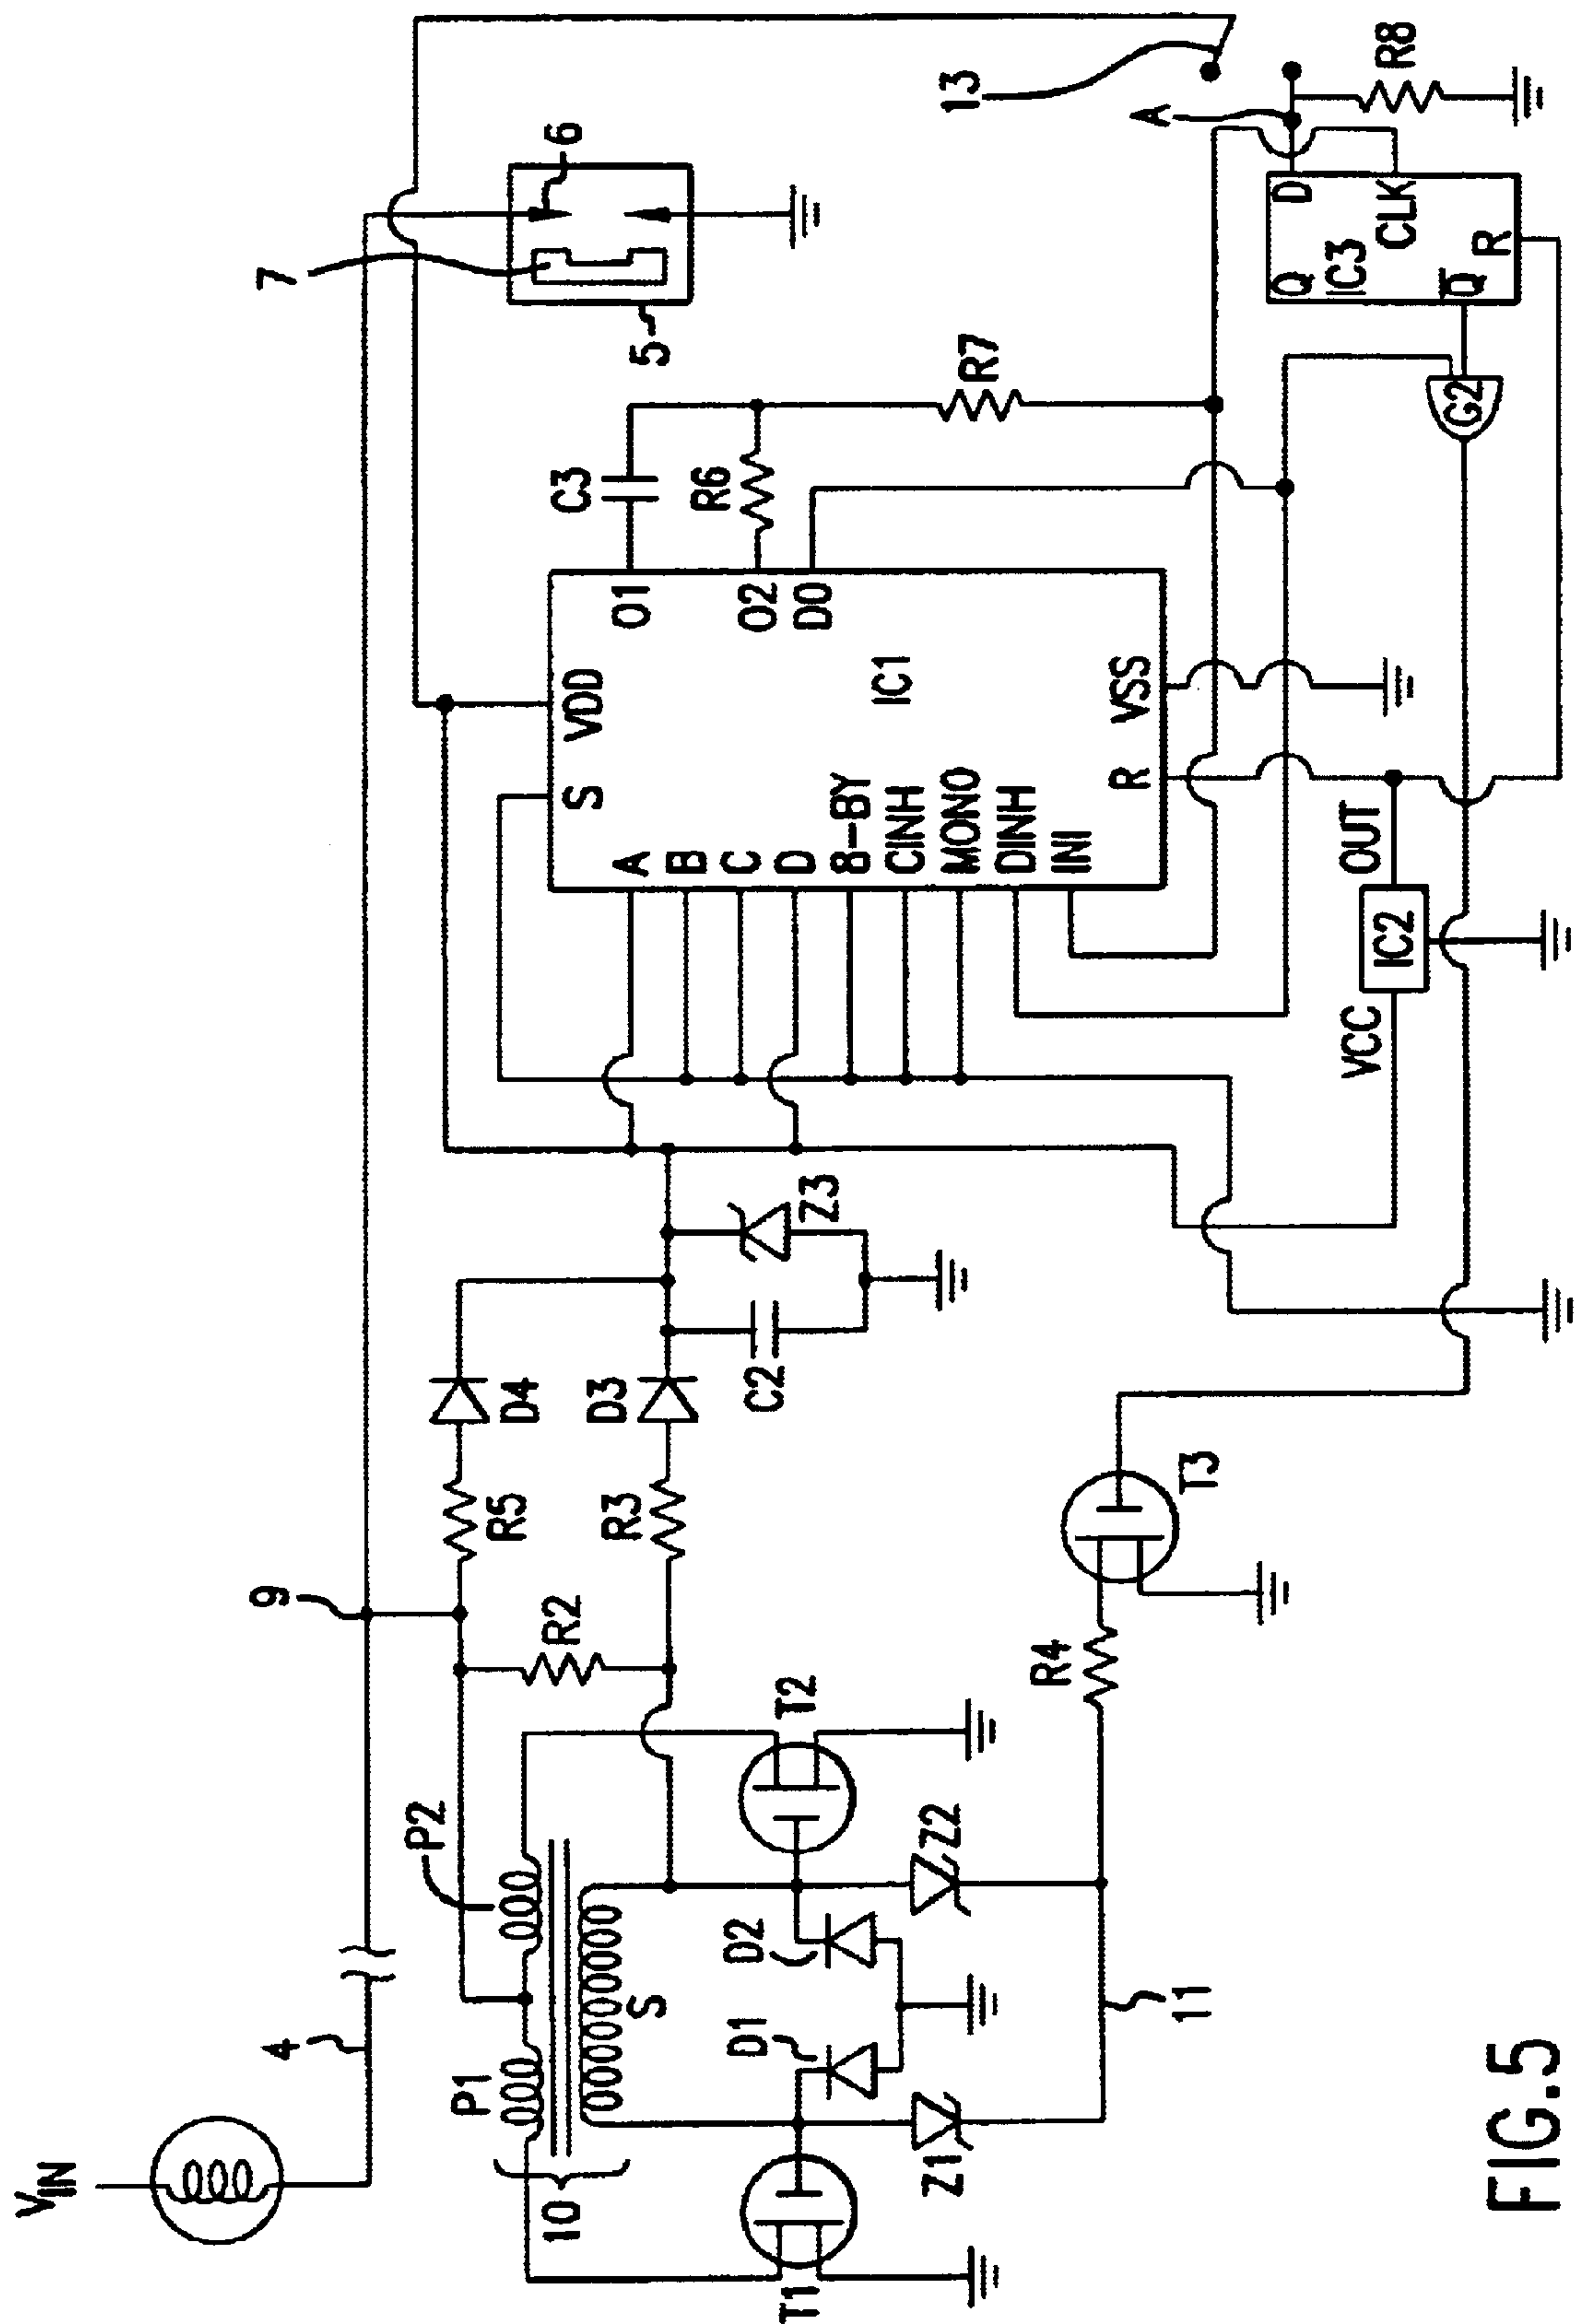 VIN
4
9
P1
P2
10
S
R2
R5
D4
R3
D3
C2
Z3
T1
T2
D1
D2
Z1
Z2
11
R4
T3
A
B
C
D
8-BY
CINH
MONO
DINH
INI
S
VDD
IC1
R
VSS
O1
O2
DO
C3
R6
R7
7
6
5
13
A
R8
D
CLK
Q
IC3
Q̅
R
G2
VCC
IC2
OUT
FIG.5